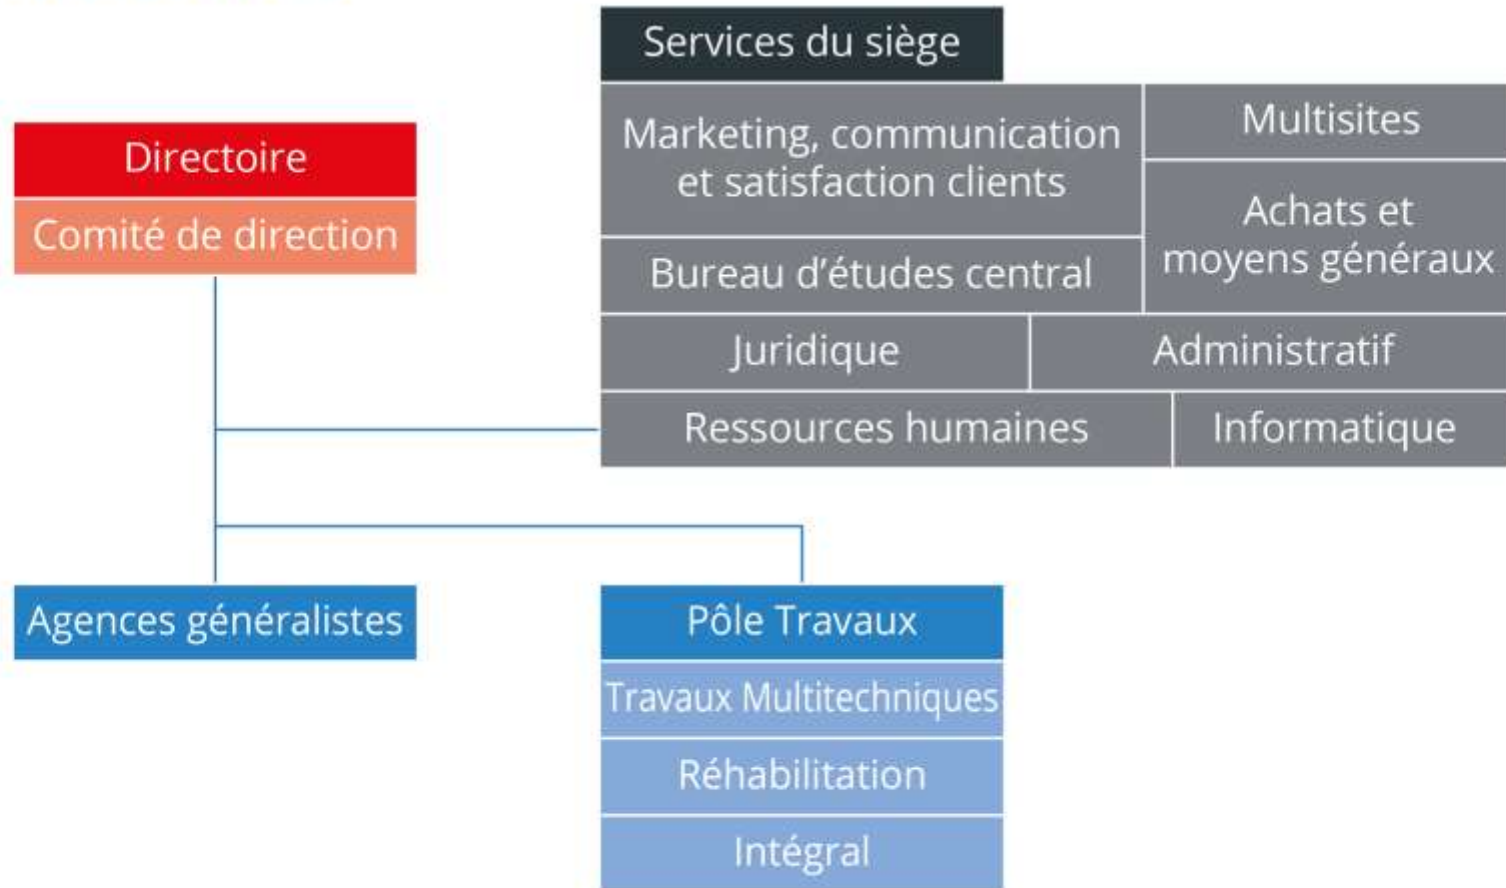 Services du siège
Marketing, communication
et satisfaction clients
Multisites
Achats et
moyens généraux
Bureau d’études central
Juridique
Administratif
Ressources humaines
Informatique
Directoire
Comité de direction
Agences généralistes
Pôle Travaux
Travaux Multitechniques
Réhabilitation
Intégral